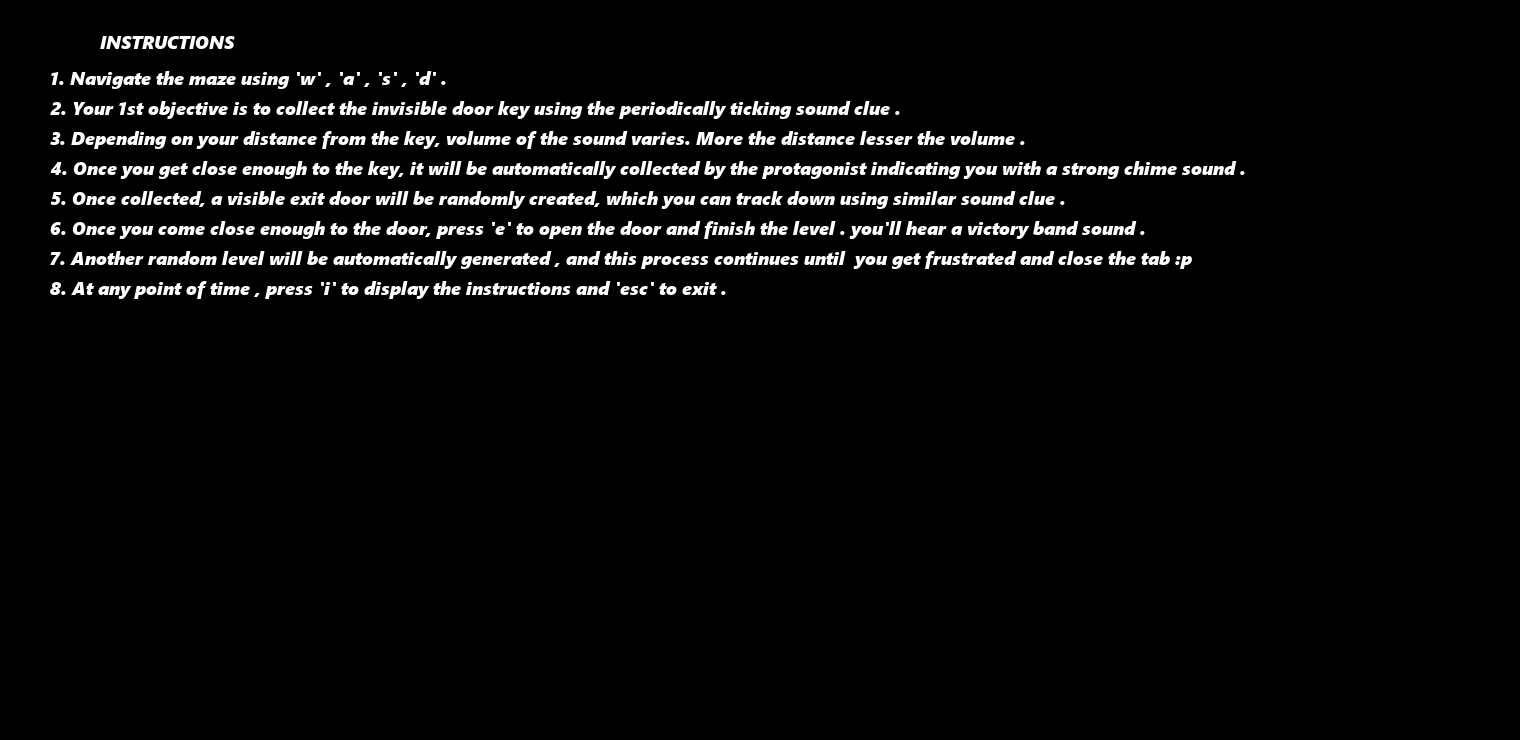 INSTRUCTIONS
1. Navigate the maze using 'w' , 'a' , 's' , 'd' .
2. Your 1st objective is to collect the invisible door key using the periodically ticking sound clue .
3. Depending on your distance from the key, volume of the sound varies. More the distance lesser the volume .
4. Once you get close enough to the key, it will be automatically collected by the protagonist indicating you with a strong chime sound .
5. Once collected, a visible exit door will be randomly created, which you can track down using similar sound clue .
6. Once you come close enough to the door, press 'e' to open the door and finish the level . you'll hear a victory band sound .
7. Another random level will be automatically generated , and this process continues until  you get frustrated and close the tab :p
8. At any point of time , press 'i' to display the instructions and 'esc' to exit .